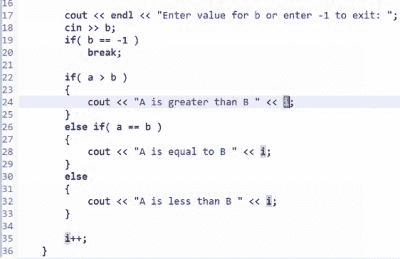 16
17 cout << endl << "Enter value for b or enter -1 to exit: ";
18 cin >> b;
19 if( b == -1 )
20 break;
21
22 if( a > b )
23 {
24 cout << "A is greater than B " << i;
25 }
26 else if( a == b )
27 {
28 cout << "A is equal to B " << i;
29 }
30 else
31 {
32 cout << "A is less than B " << i;
33 }
34
35 i++;
36 }